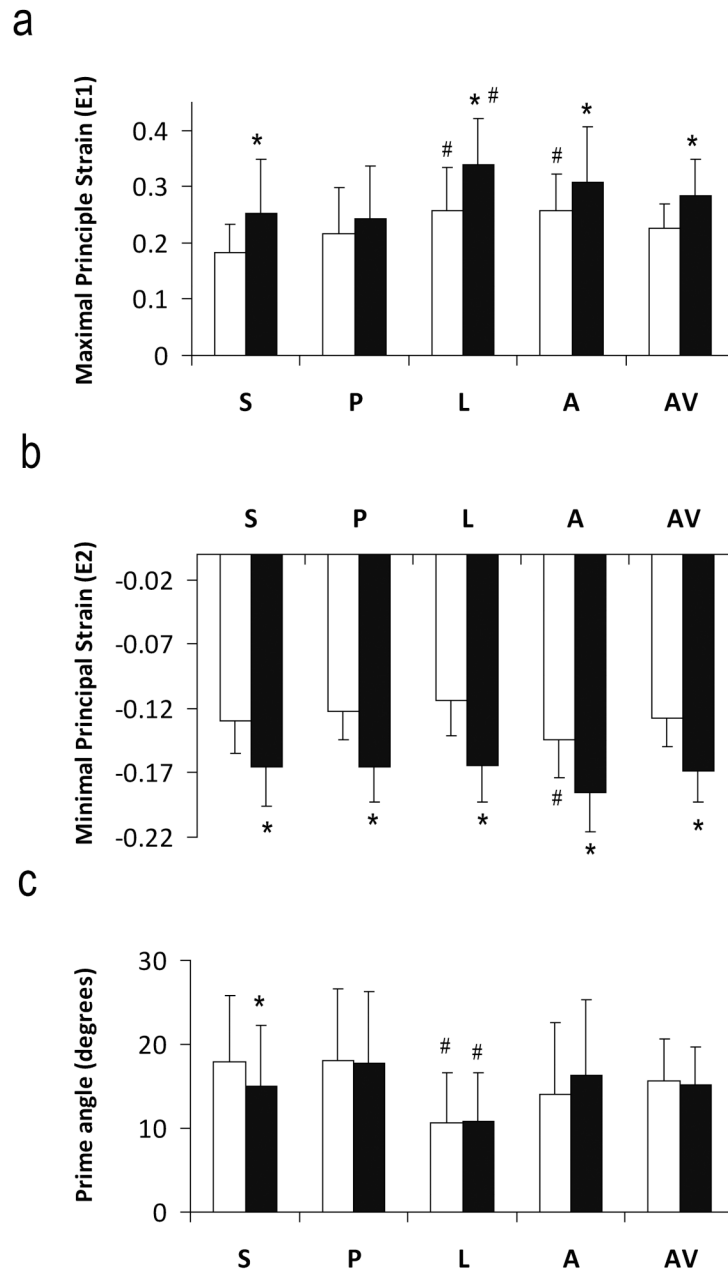 a
Maximal Principle Strain (E1)
0.4
0.3
0.2
0.1
0
*
# * #
# *
*
S P L A AV
b
S P L A AV
Minimal Principal Strain (E2)
-0.02
-0.07
-0.12
-0.17
-0.22
*
*
*
# *
*
c
Prime angle (degrees)
30
20
10
0
*
# #
S P L A AV